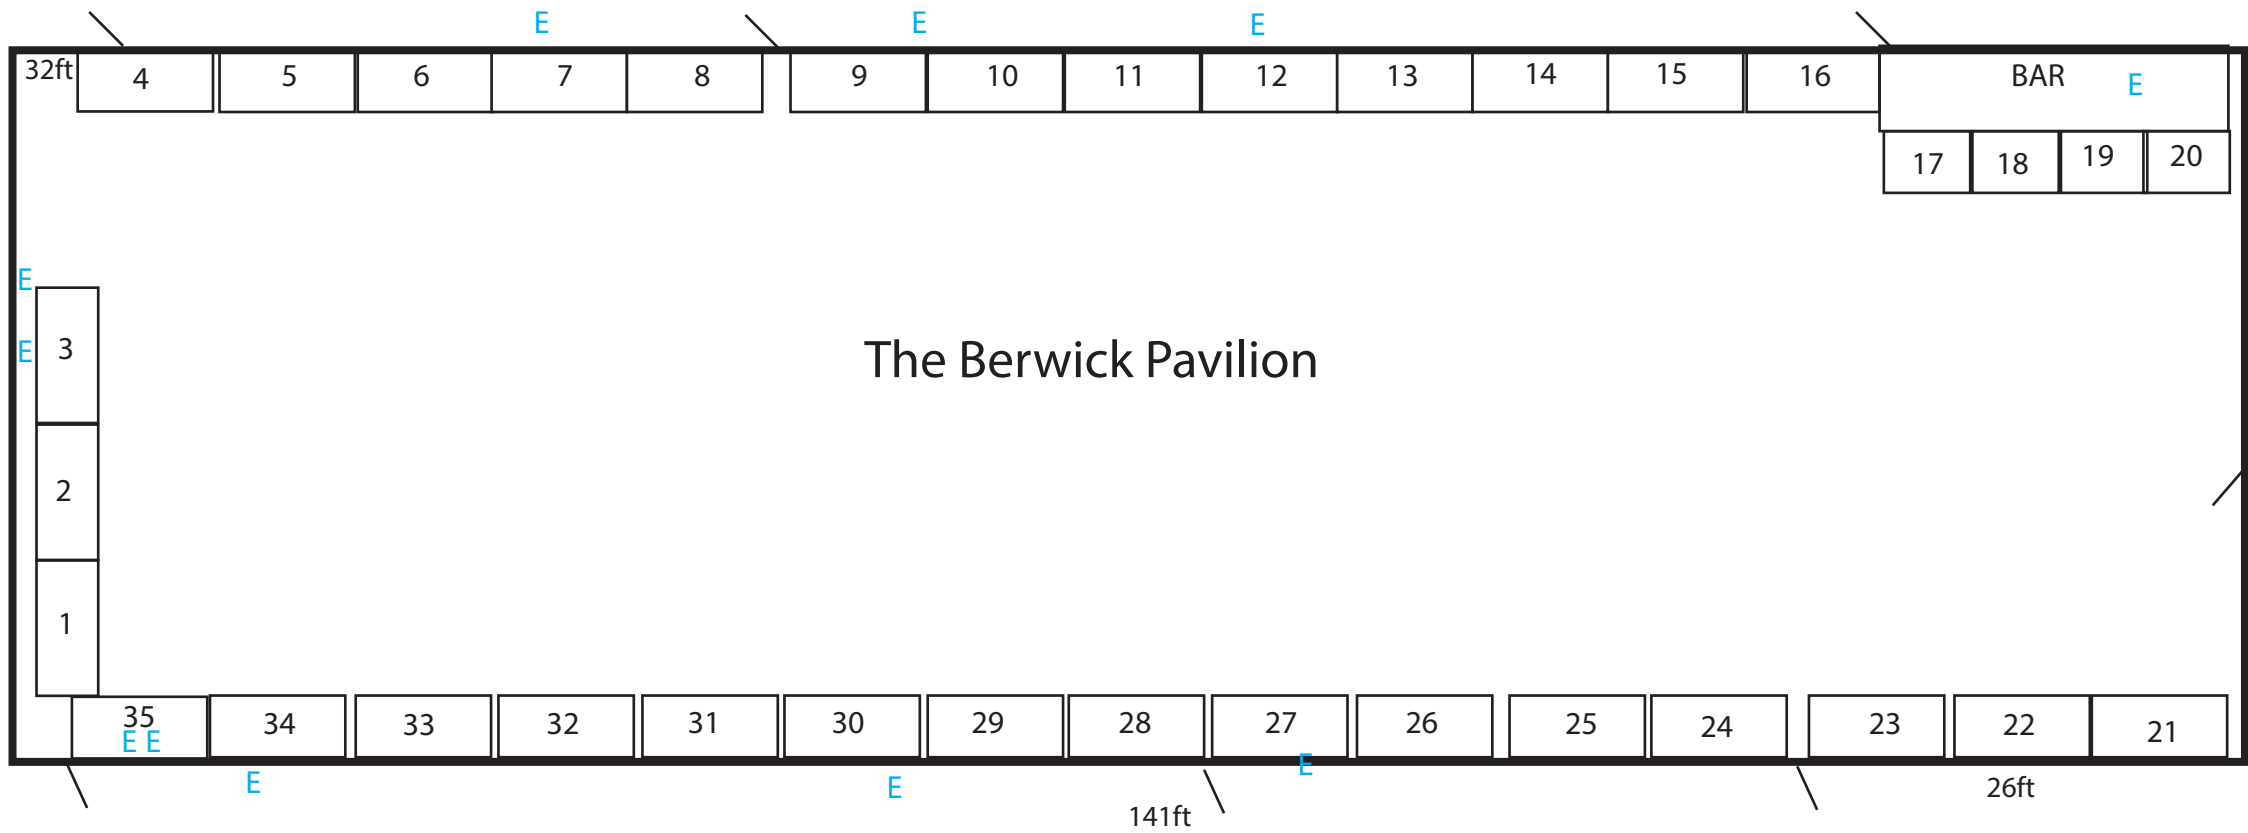 E E E
32ft 4 5 6 7 8 9 10 11 12 13 14 15 16 BAR E
17 18 19 20
E
E 3
The Berwick Pavilion
2
1
35 34 33 32 31 30 29 28 27 26 25 24 23 22 21
E E
E
E E
26ft
141ft